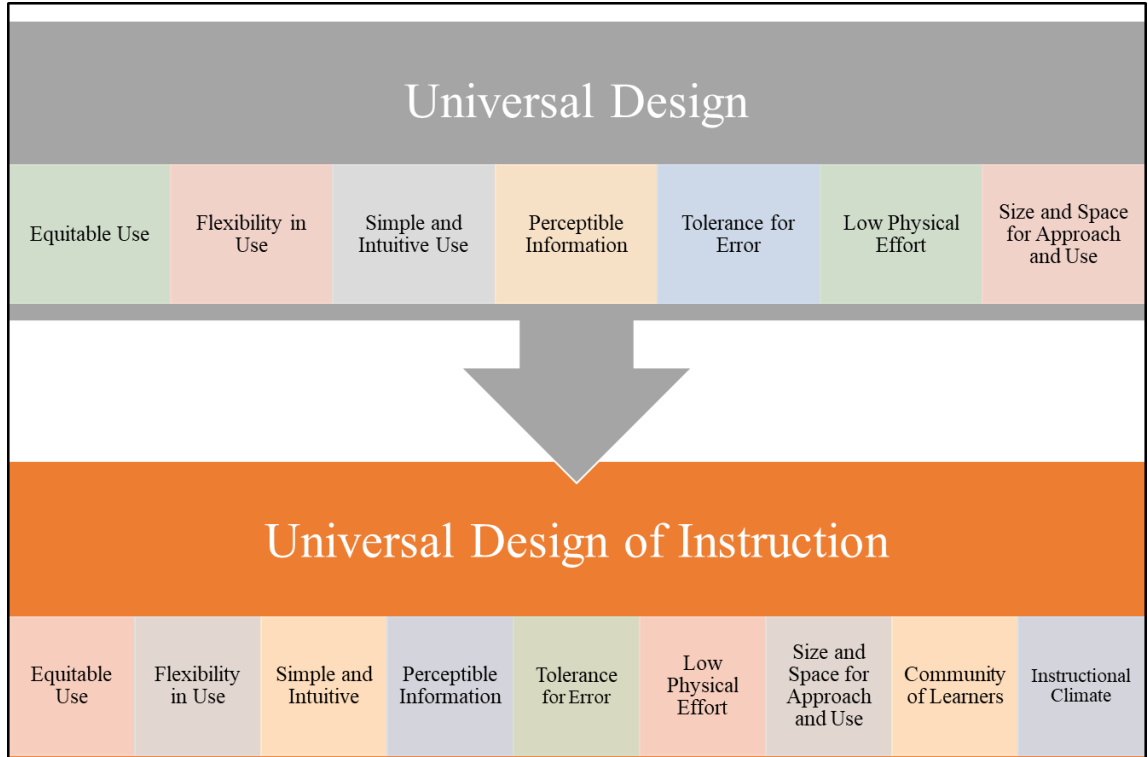 Universal Design
Equitable Use
Flexibility in
Use
Simple and
Intuitive Use
Perceptible
Information
Tolerance for
Error
Low Physical
Effort
Size and Space
for Approach
and Use
Universal Design of Instruction
Equitable
Use
Flexibility
in Use
Simple and
Intuitive
Perceptible
Information
Tolerance
for Error
Low
Physical
Effort
Size and
Space for
Approach
and Use
Community
of Learners
Instructional
Climate